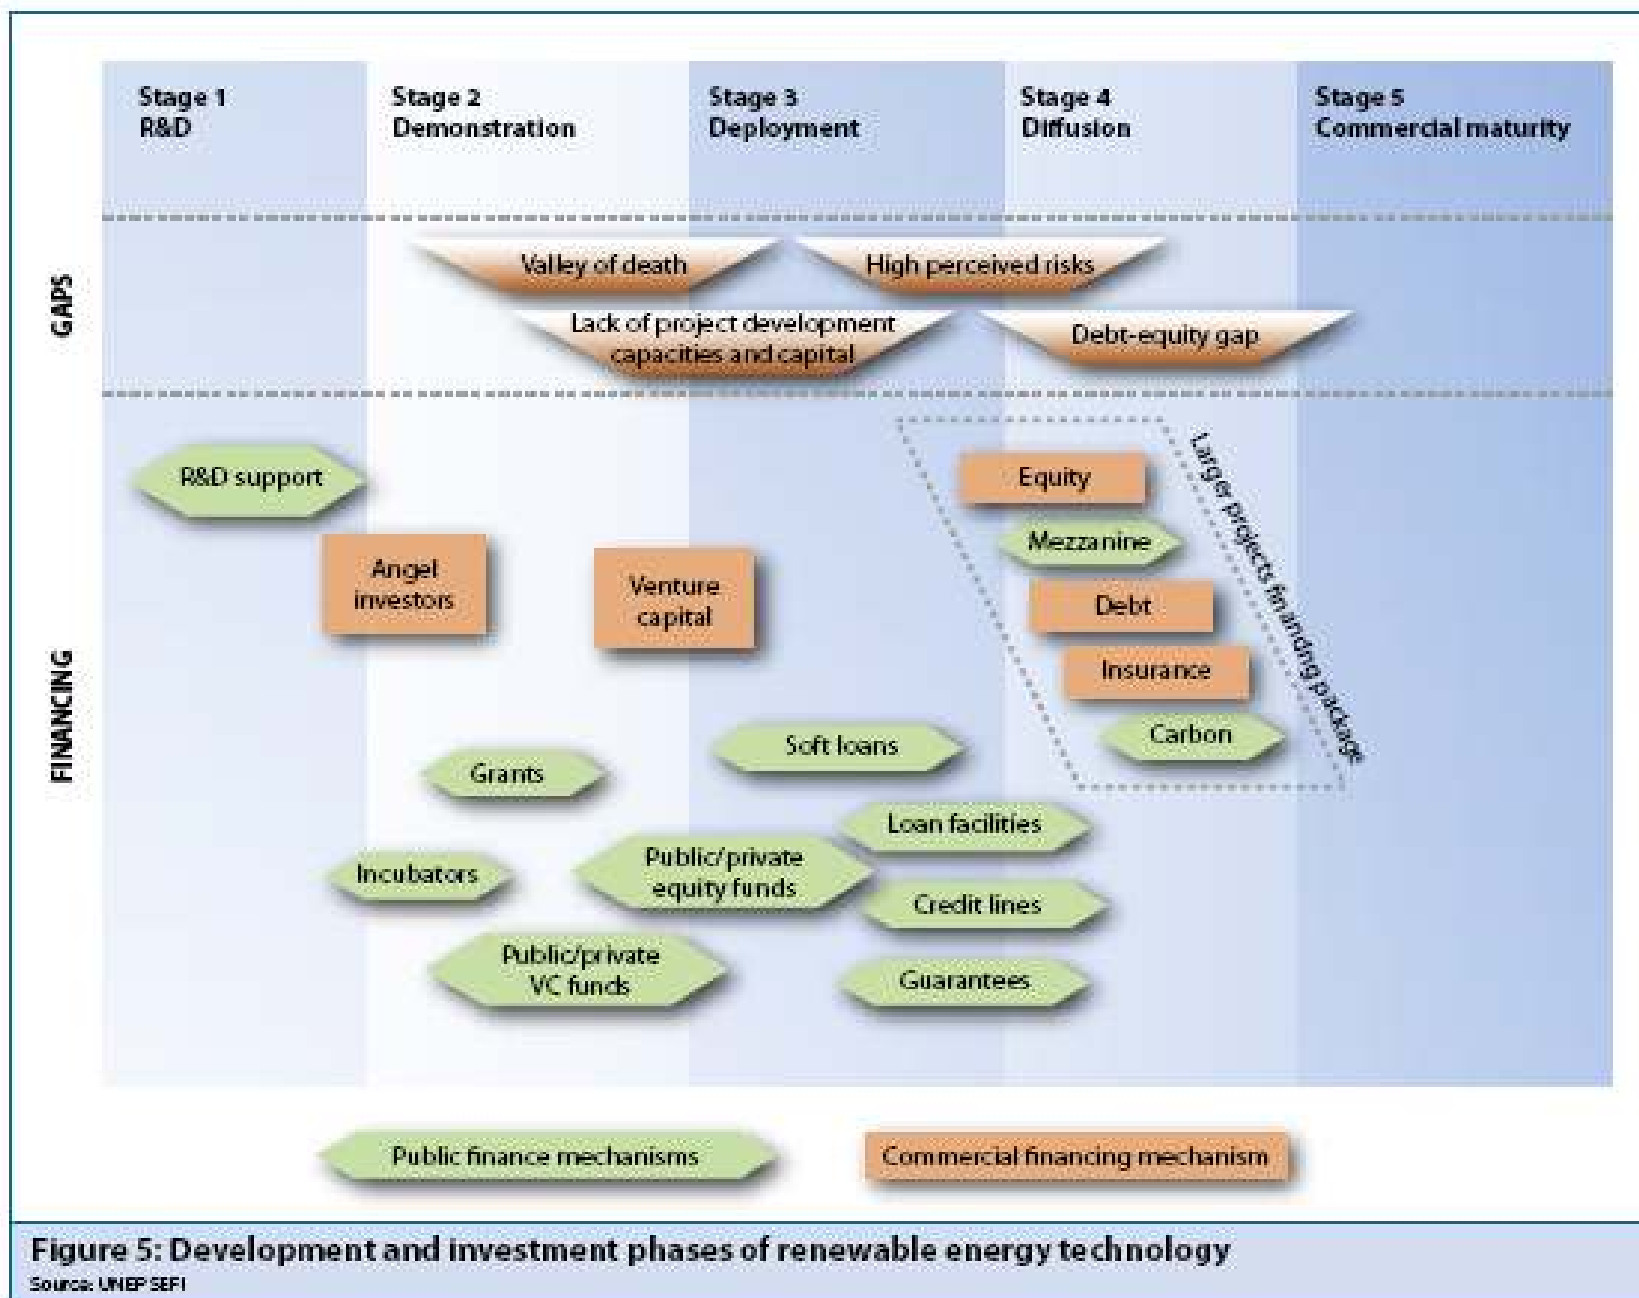 Stage 1
R&D
Stage 2
Demonstration
Stage 3
Deployment
Stage 4
Diffusion
Stage 5
Commercial maturity
GAPS
Valley of death
High perceived risks
Lack of project development
capacities and capital
Debt-equity gap
FINANCING
R&D support
Angel
investors
Venture
capital
Equity
Mezzanine
Debt
Insurance
Carbon
Larger projects financing package
Soft loans
Grants
Loan facilities
Public/private
equity funds
Incubators
Credit lines
Public/private
VC funds
Guarantees
Public finance mechanisms
Commercial financing mechanism
Figure 5: Development and investment phases of renewable energy technology
Source: UNEP SEFI